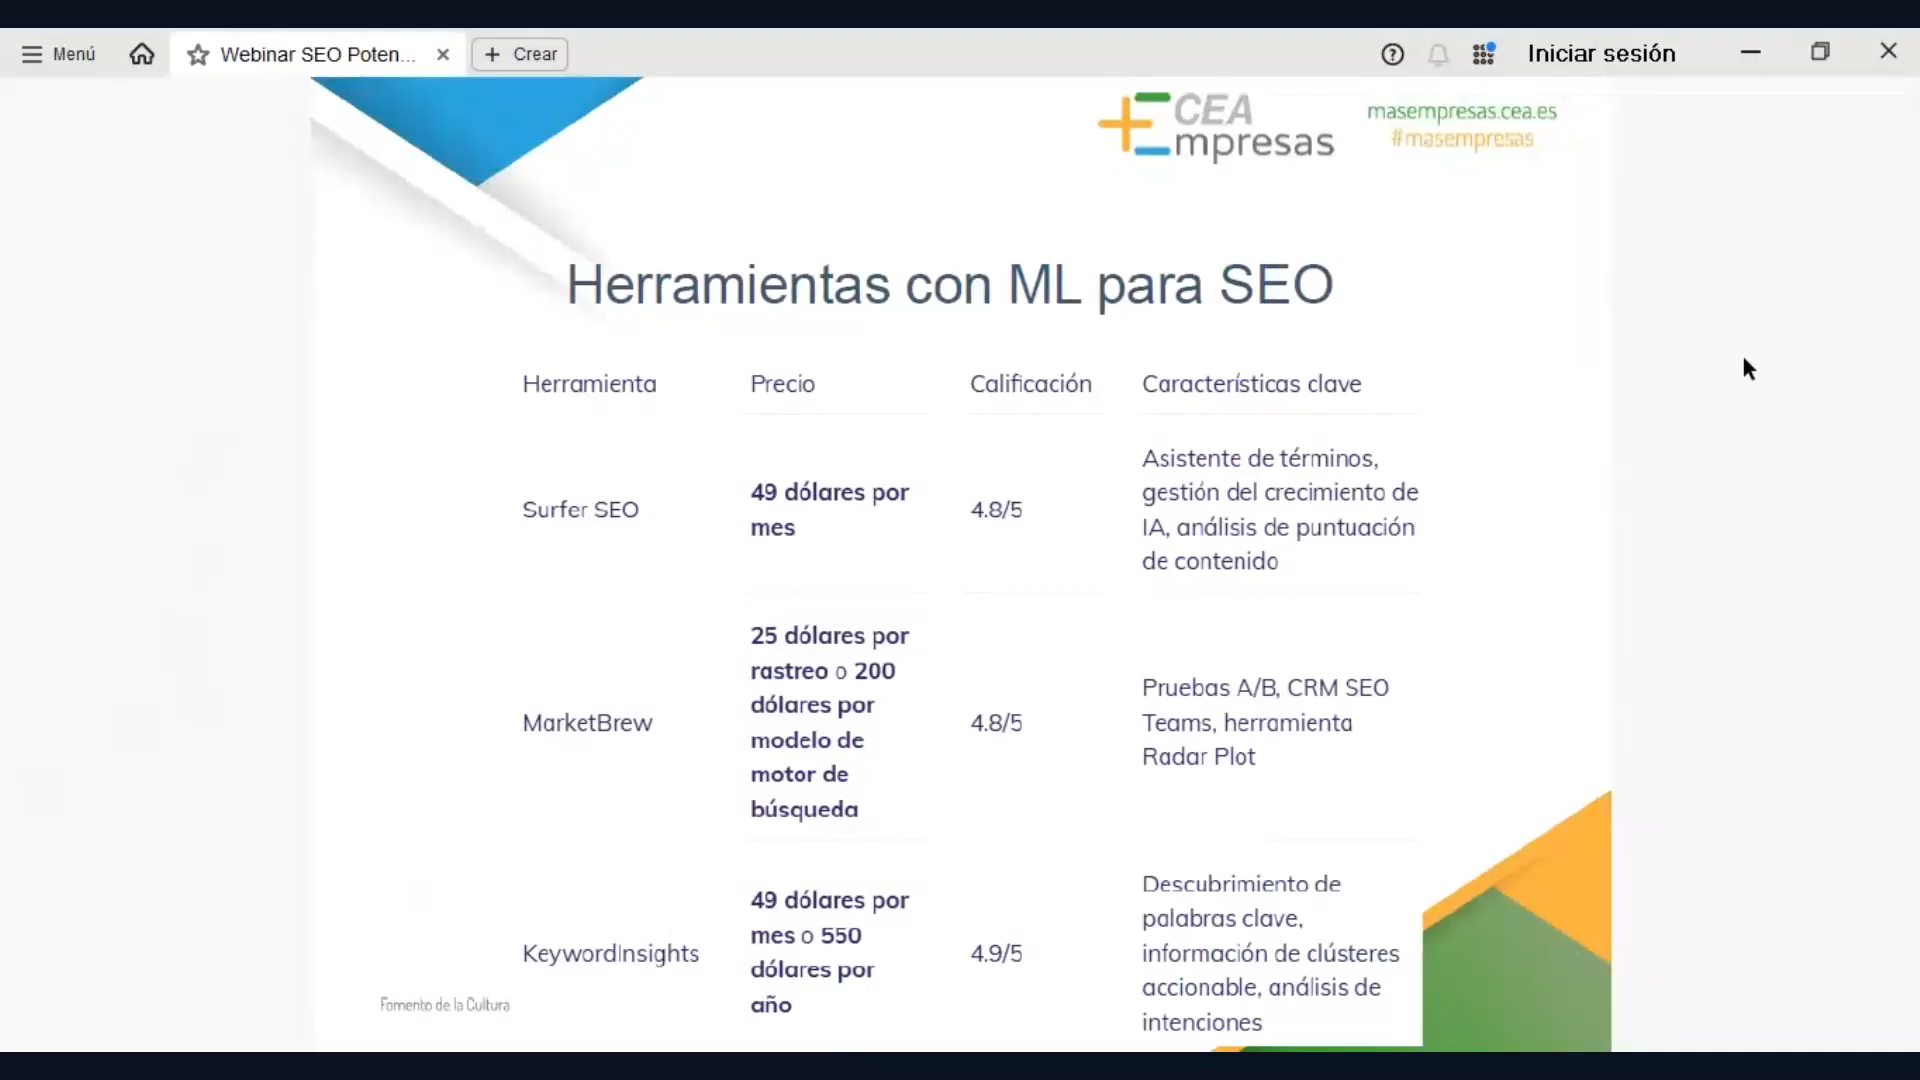 Menú
Webinar SEO Poten...
Crear
Iniciar sesión
CEA
mpresas
masempresas.cea.es
#masempresas
Herramientas con ML para SEO
Herramienta
Precio
Calificación
Características clave
Surfer SEO
49 dólares por
mes
4.8/5
Asistente de términos,
gestión del crecimiento de
IA, análisis de puntuación
de contenido
MarketBrew
25 dólares por
rastreo o 200
dólares por
modelo de
motor de
búsqueda
4.8/5
Pruebas A/B, CRM SEO
Teams, herramienta
Radar Plot
KeywordInsights
49 dólares por
mes o 550
dólares por
año
4.9/5
Descubrimiento de
palabras clave,
información de clústeres
accionable, análisis de
intenciones
Fomento de la Cultura